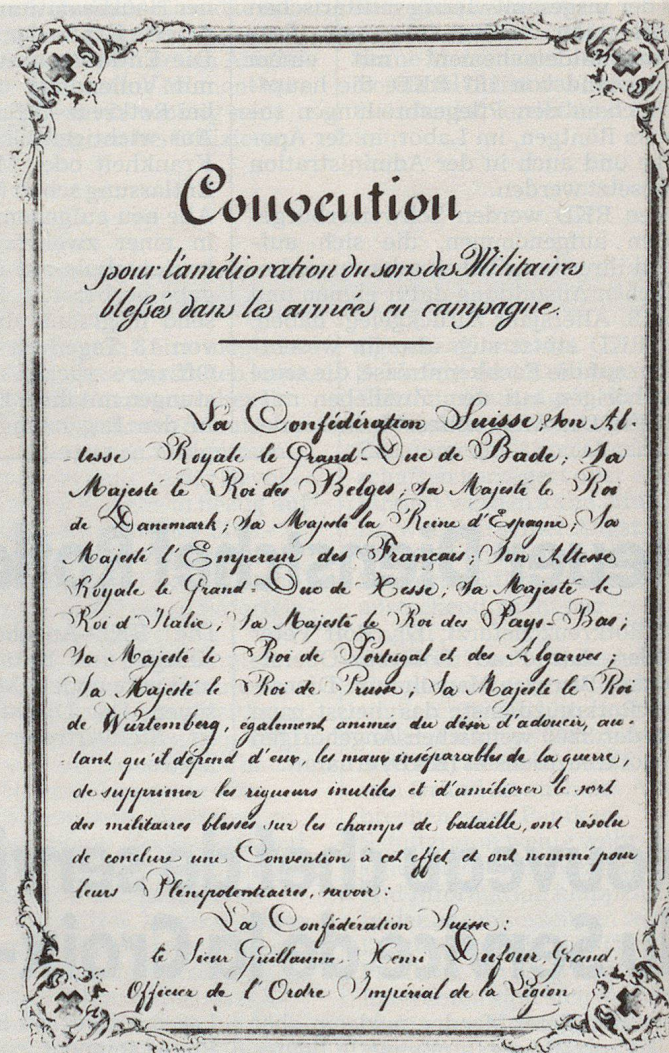 Convention
pour l'amélioration du sort des Militaires
blessés dans les armées en campagne.
La Confédération Suisse; Son Al-
tesse Royale le Grand-Duc de Bade; Sa
Majesté le Roi des Belges; Sa Majesté le Roi
de Danemark; Sa Majesté la Reine d'Espagne; Sa
Majesté l'Empereur des Français; Son Altesse
Royale le Grand-Duc de Hesse; Sa Majesté le
Roi d'Italie; Sa Majesté le Roi des Pays-Bas;
Sa Majesté le Roi de Portugal et des Algarves;
Sa Majesté le Roi de Prusse; Sa Majesté le Roi
de Würtemberg, également animés du désir d'adoucir, au-
tant qu'il dépend d'eux, les maux inséparables de la guerre,
de supprimer les rigueurs inutiles et d'améliorer le sort
des militaires blessés sur les champs de bataille, ont résolu
de conclure une Convention à cet effet et ont nommé pour
leurs Plénipotentiaires, savoir:
La Confédération Suisse:
le Sieur Guillaume Henri Dufour, Grand
Officier de l'Ordre Impérial de la Légion